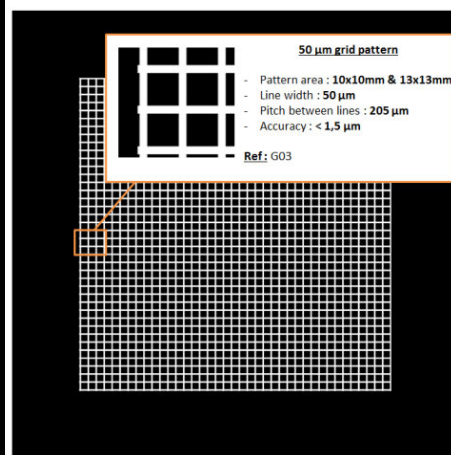 50 µm grid pattern
- Pattern area : 10x10mm & 13x13mm
- Line width : 50 µm
- Pitch between lines : 205 µm
- Accuracy : < 1,5 µm
Ref : G03